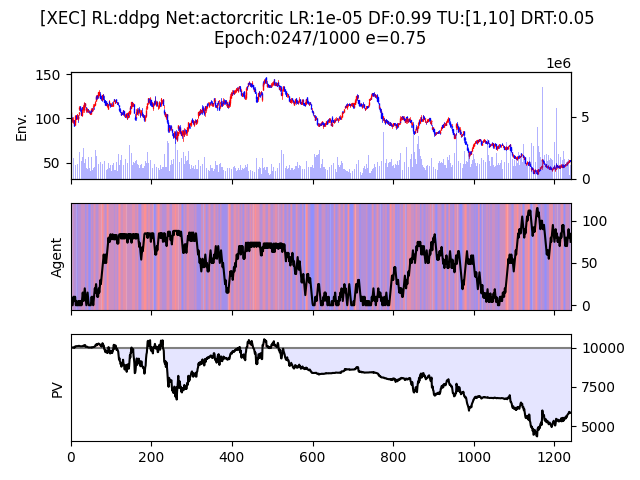 [XEC] RL:ddpg Net:actorcritic LR:1e-05 DF:0.99 TU:[1,10] DRT:0.05
Epoch:0247/1000 e=0.75
1e6
150
100
50
Env.
5
0
Agent
100
50
0
PV
10000
7500
5000
0 200 400 600 800 1000 1200